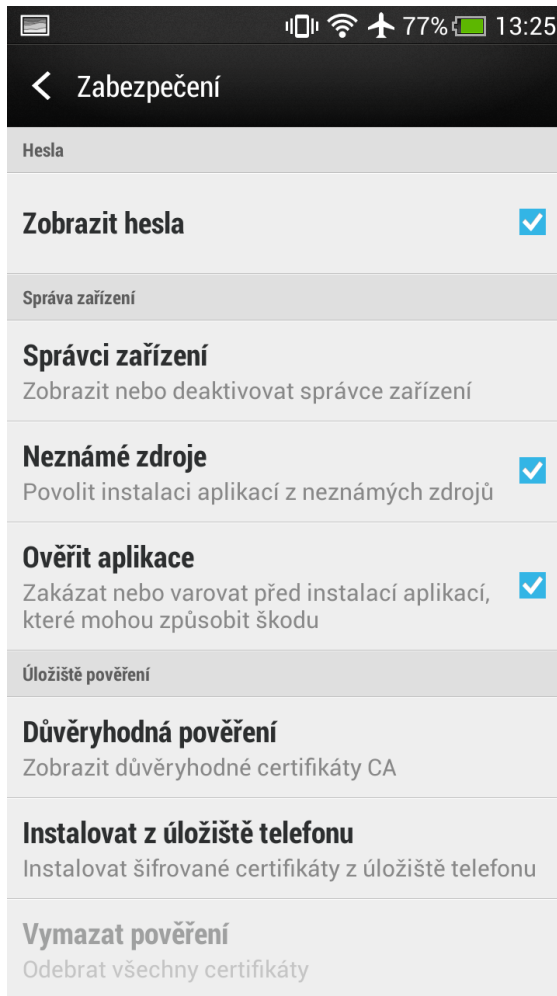 77% 13:25
Zabezpečení
Hesla
Zobrazit hesla
Správa zařízení
Správci zařízení
Zobrazit nebo deaktivovat správce zařízení
Neznámé zdroje
Povolit instalaci aplikací z neznámých zdrojů
Ověřit aplikace
Zakázat nebo varovat před instalací aplikací,
které mohou způsobit škodu
Úložiště pověření
Důvěryhodná pověření
Zobrazit důvěryhodné certifikáty CA
Instalovat z úložiště telefonu
Instalovat šifrované certifikáty z úložiště telefonu
Vymazat pověření
Odebrat všechny certifikáty